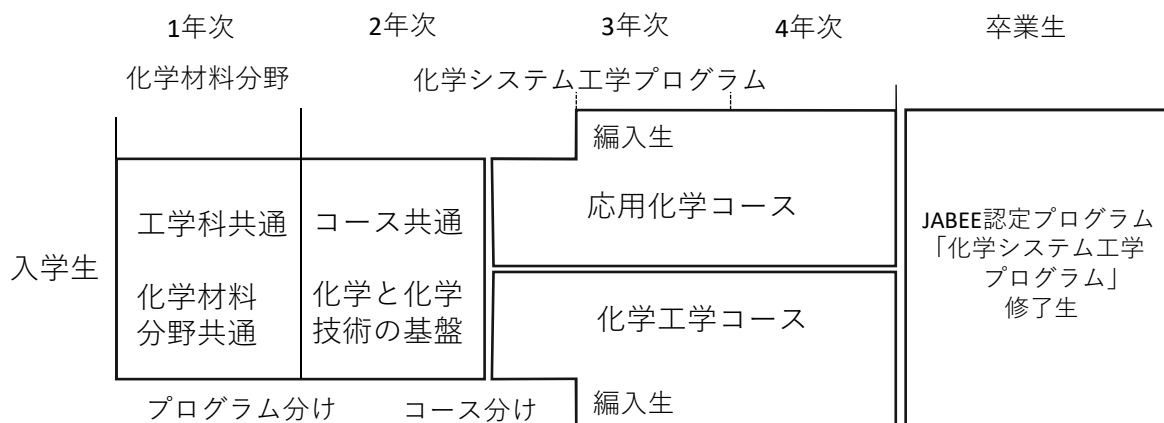 1年次
2年次
3年次
4年次
卒業生
化学材料分野
化学システム工学プログラム
入学生
工学科共通
化学材料
分野共通
コース共通
化学と化学
技術の基盤
編入生
応用化学コース
化学工学コース
編入生
JABEE認定プログラム
「化学システム工学
プログラム」
修了生
プログラム分け
コース分け